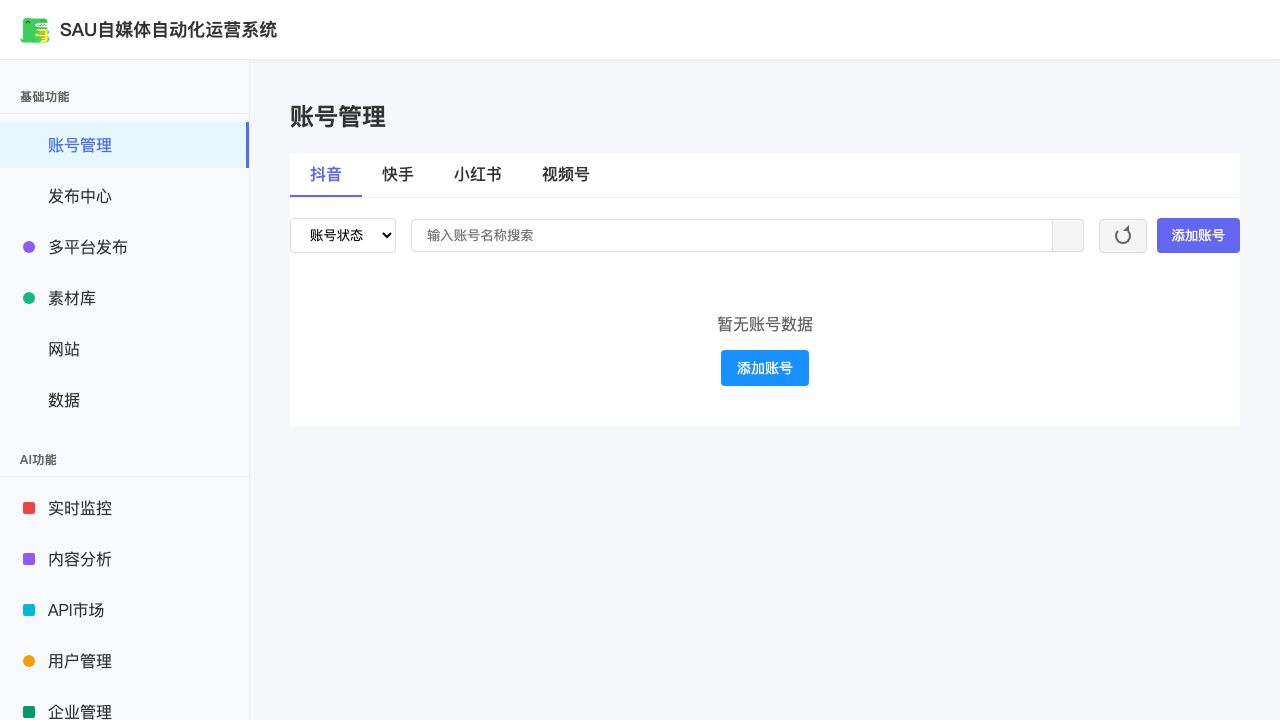 SAU自媒体自动化运营系统
基础功能
账号管理
发布中心
多平台发布
素材库
网站
数据
AI功能
实时监控
内容分析
API市场
用户管理
企业管理
账号管理
抖音 快手 小红书 视频号
账号状态 输入账号名称搜索 添加账号
暂无账号数据
添加账号